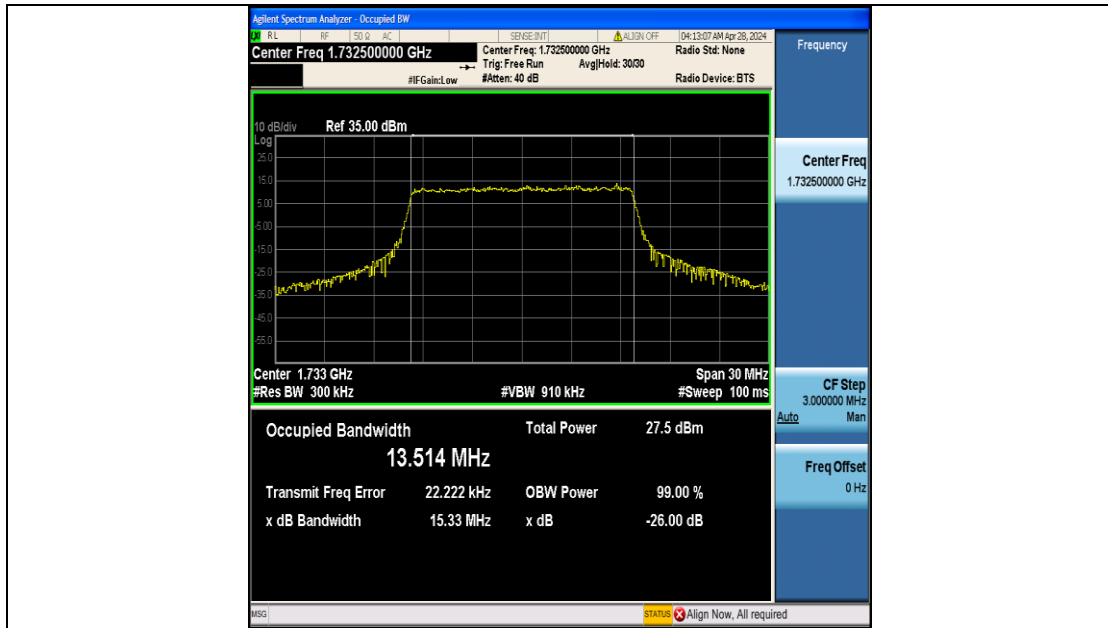 Agilent Spectrum Analyzer - Occupied BW
RL RF 50 Ω AC SENSE:INT ALIGN OFF 04:13:07 AM Apr 28, 2024
Center Freq 1.732500000 GHz
Center Freq: 1.732500000 GHz
Radio Std: None
Trig: Free Run Avg|Hold: 30/30
#IFGain:Low
#Atten: 40 dB
Radio Device: BTS
Frequency
10 dB/div Ref 35.00 dBm
Log
25.0
15.0
5.00
-5.00
-15.0
-25.0
-35.0
-45.0
-55.0
Center 1.733 GHz Span 30 MHz
#Res BW 300 kHz #VBW 910 kHz #Sweep 100 ms
Center Freq
1.732500000 GHz
CF Step
3.000000 MHz
Auto Man
Freq Offset
0 Hz
Occupied Bandwidth Total Power 27.5 dBm
13.514 MHz
Transmit Freq Error 22.222 kHz OBW Power 99.00 %
x dB Bandwidth 15.33 MHz x dB -26.00 dB
MSG STATUS Align Now, All required